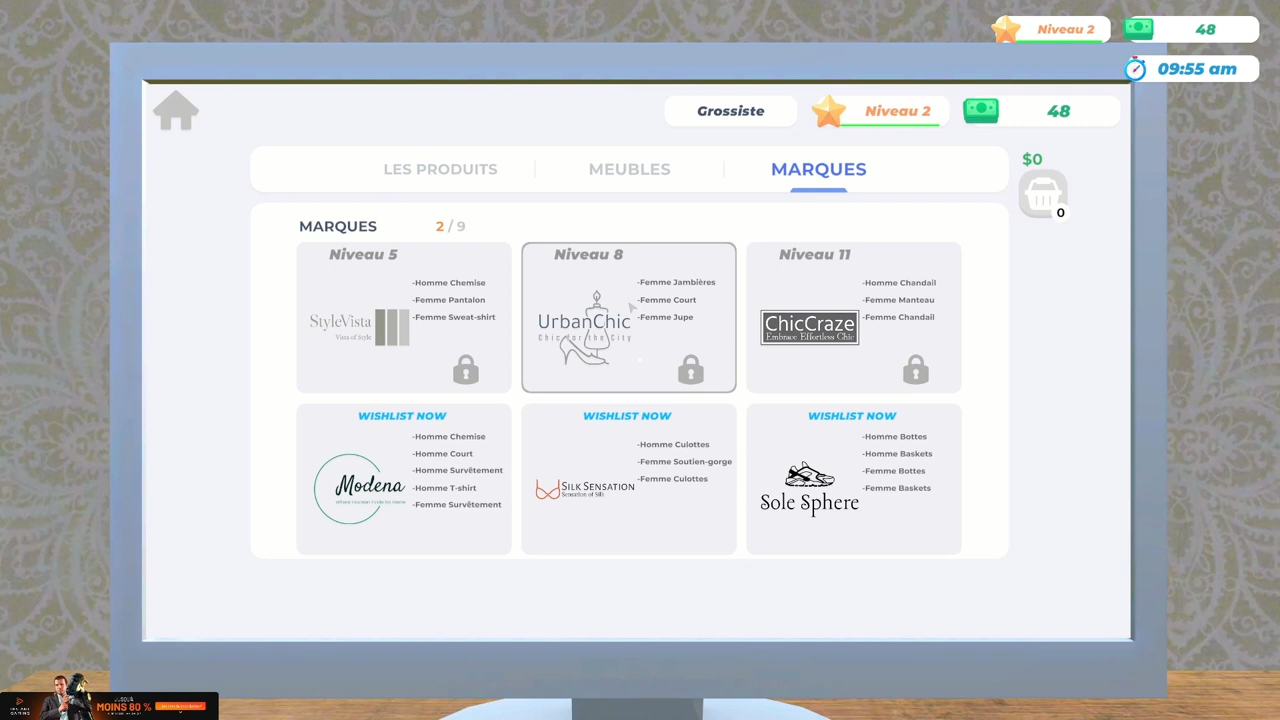 Niveau 2
48
09:55 am
Grossiste
Niveau 2
48
LES PRODUITS
MEUBLES
MARQUES
$0
0
MARQUES 2 / 9
Niveau 5
-Homme Chemise
-Femme Pantalon
-Femme Sweat-shirt
StyleVista
Vista of Style
Niveau 8
-Femme Jambières
-Femme Court
-Femme Jupe
UrbanChic
Chic for the City
Niveau 11
-Homme Chandail
-Femme Manteau
-Femme Chandail
ChicCraze
Embrace Effortless Chic
WISHLIST NOW
-Homme Chemise
-Homme Court
-Homme Survêtement
-Homme T-shirt
-Femme Survêtement
Modena
WISHLIST NOW
-Homme Culottes
-Femme Soutien-gorge
-Femme Culottes
SILK SENSATION
Sensation of Silk
WISHLIST NOW
-Homme Bottes
-Homme Baskets
-Femme Bottes
-Femme Baskets
Sole Sphere
MOINS 80 %